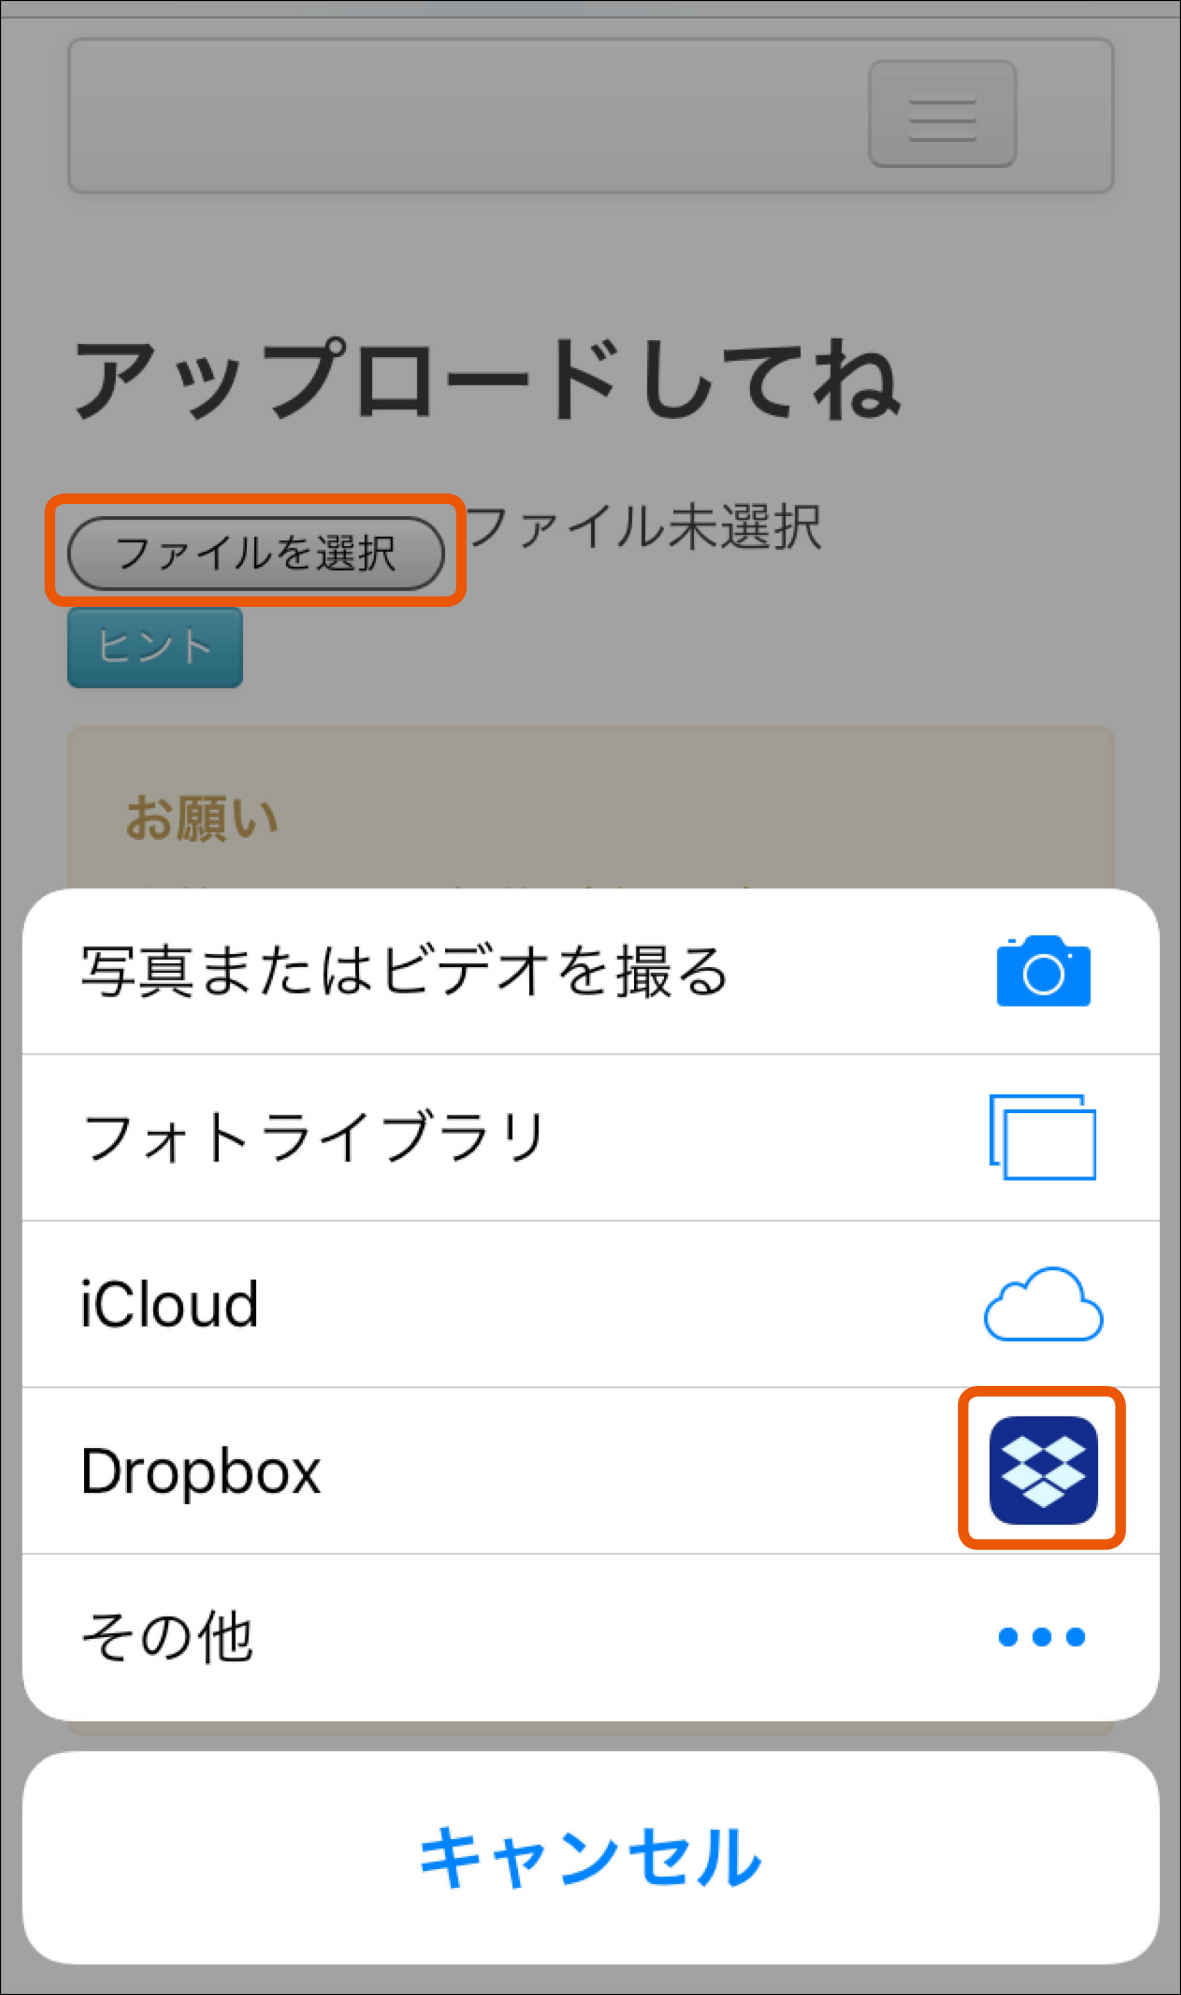 アップロードしてね
ファイルを選択 ファイル未選択
ヒント
お願い
写真またはビデオを撮る
フォトライブラリ
iCloud
Dropbox
その他
キャンセル